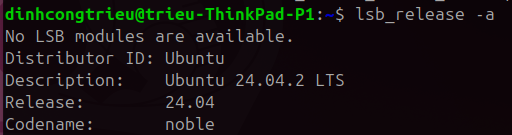 dinhcongtrieu@trieu-ThinkPad-P1:~$ lsb_release -a
No LSB modules are available.
Distributor ID: Ubuntu
Description:    Ubuntu 24.04.2 LTS
Release:        24.04
Codename:       noble